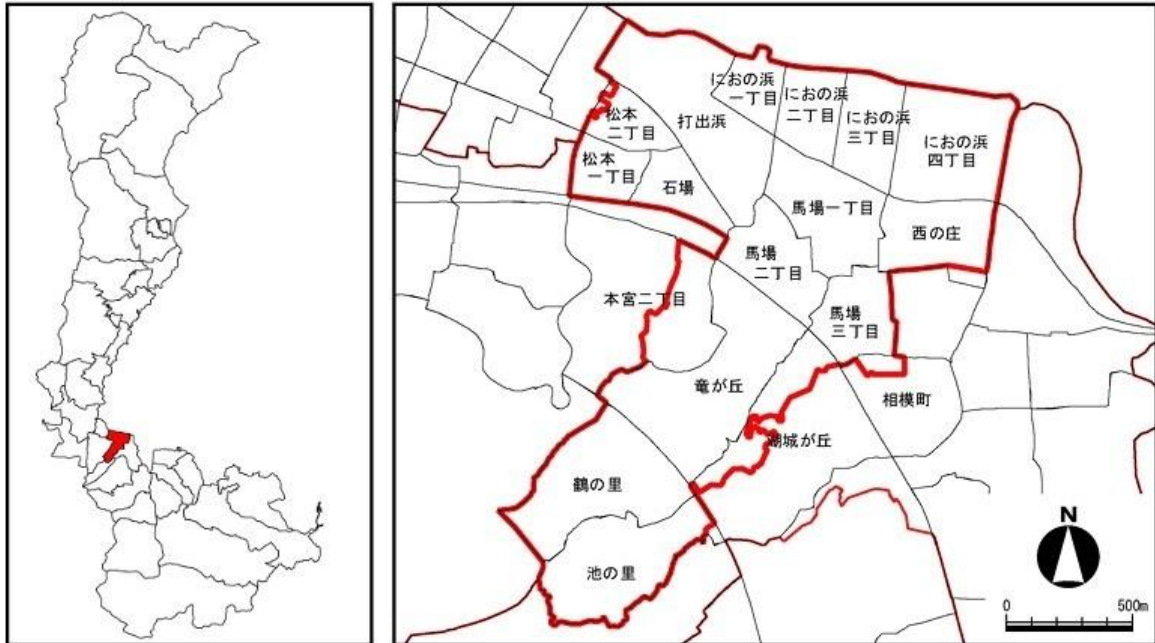 におの浜
一丁目
におの浜
二丁目
におの浜
三丁目
におの浜
四丁目
松本
二丁目
打出浜
松本
一丁目
石場
馬場一丁目
西の庄
馬場
二丁目
本宮二丁目
馬場
三丁目
竜が丘
相模町
湖城が丘
鶴の里
池の里
N
0
500m